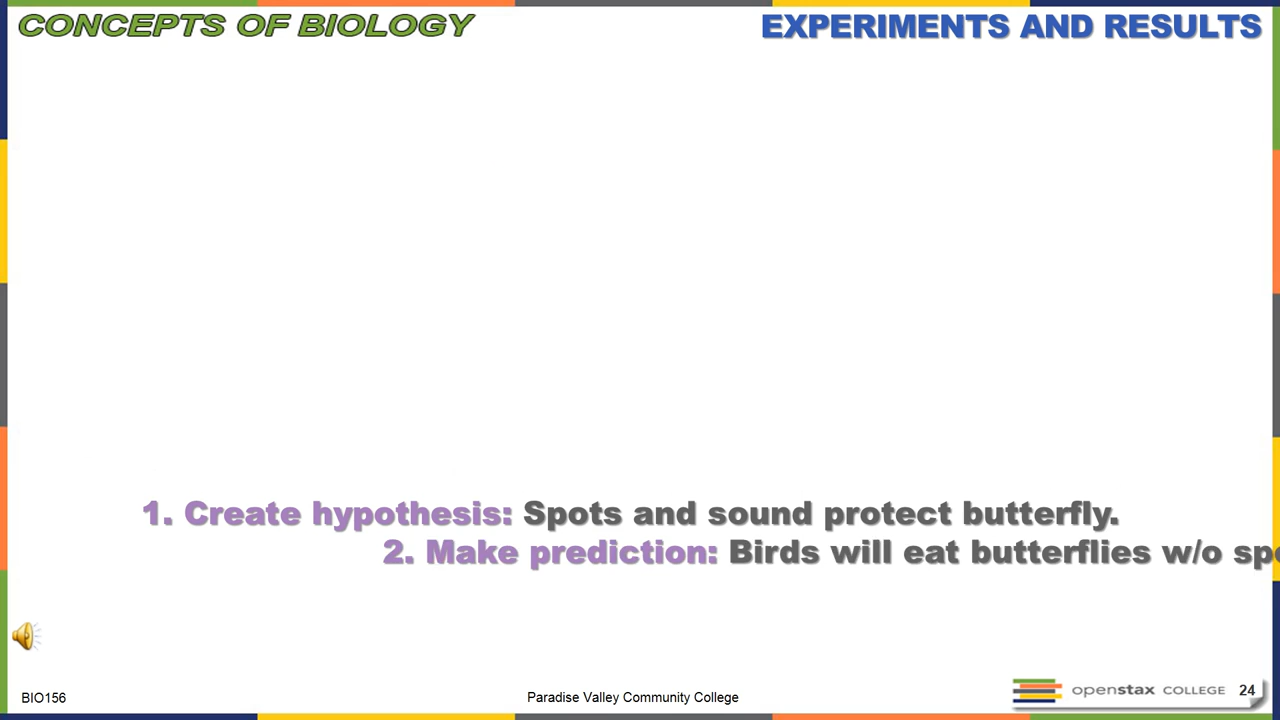 CONCEPTS OF BIOLOGY
EXPERIMENTS AND RESULTS
1. Create hypothesis: Spots and sound protect butterfly.
2. Make prediction: Birds will eat butterflies w/o
BIO156
Paradise Valley Community College
openstax COLLEGE
24